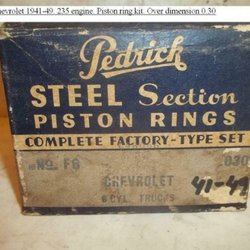 hevrolet 1941-49. 235 engine. Piston ring kit. Over dimension 0.30
Pedrick
STEEL Section
PISTON RINGS
COMPLETE FACTORY-TYPE SET
No. F6 030
CHEVROLET 41-49
6 CYL. TRUCKS